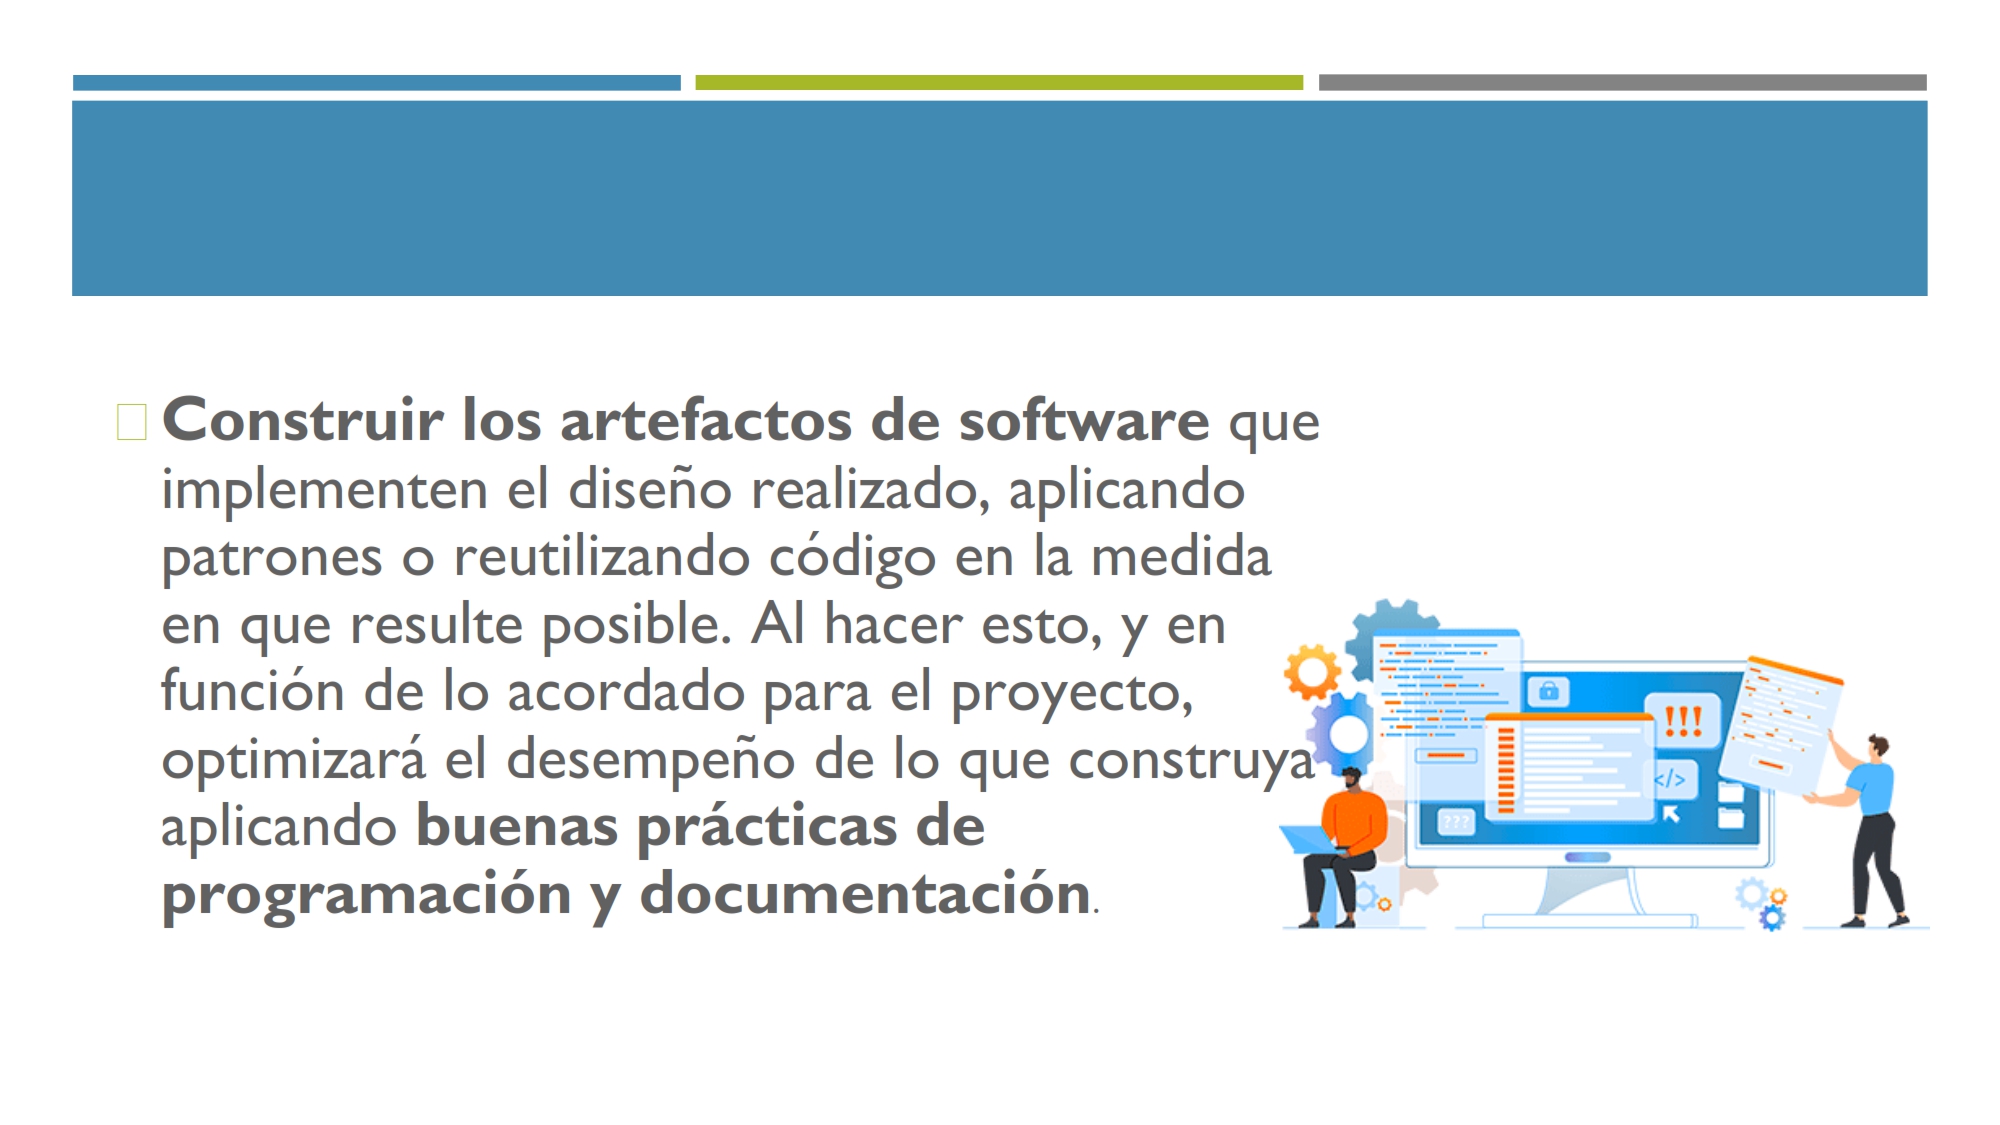 Construir los artefactos de software que
implementen el diseño realizado, aplicando
patrones o reutilizando código en la medida
en que resulte posible. Al hacer esto, y en
función de lo acordado para el proyecto,
optimizará el desempeño de lo que construya
aplicando buenas prácticas de
programación y documentación.
!!!
</>
???